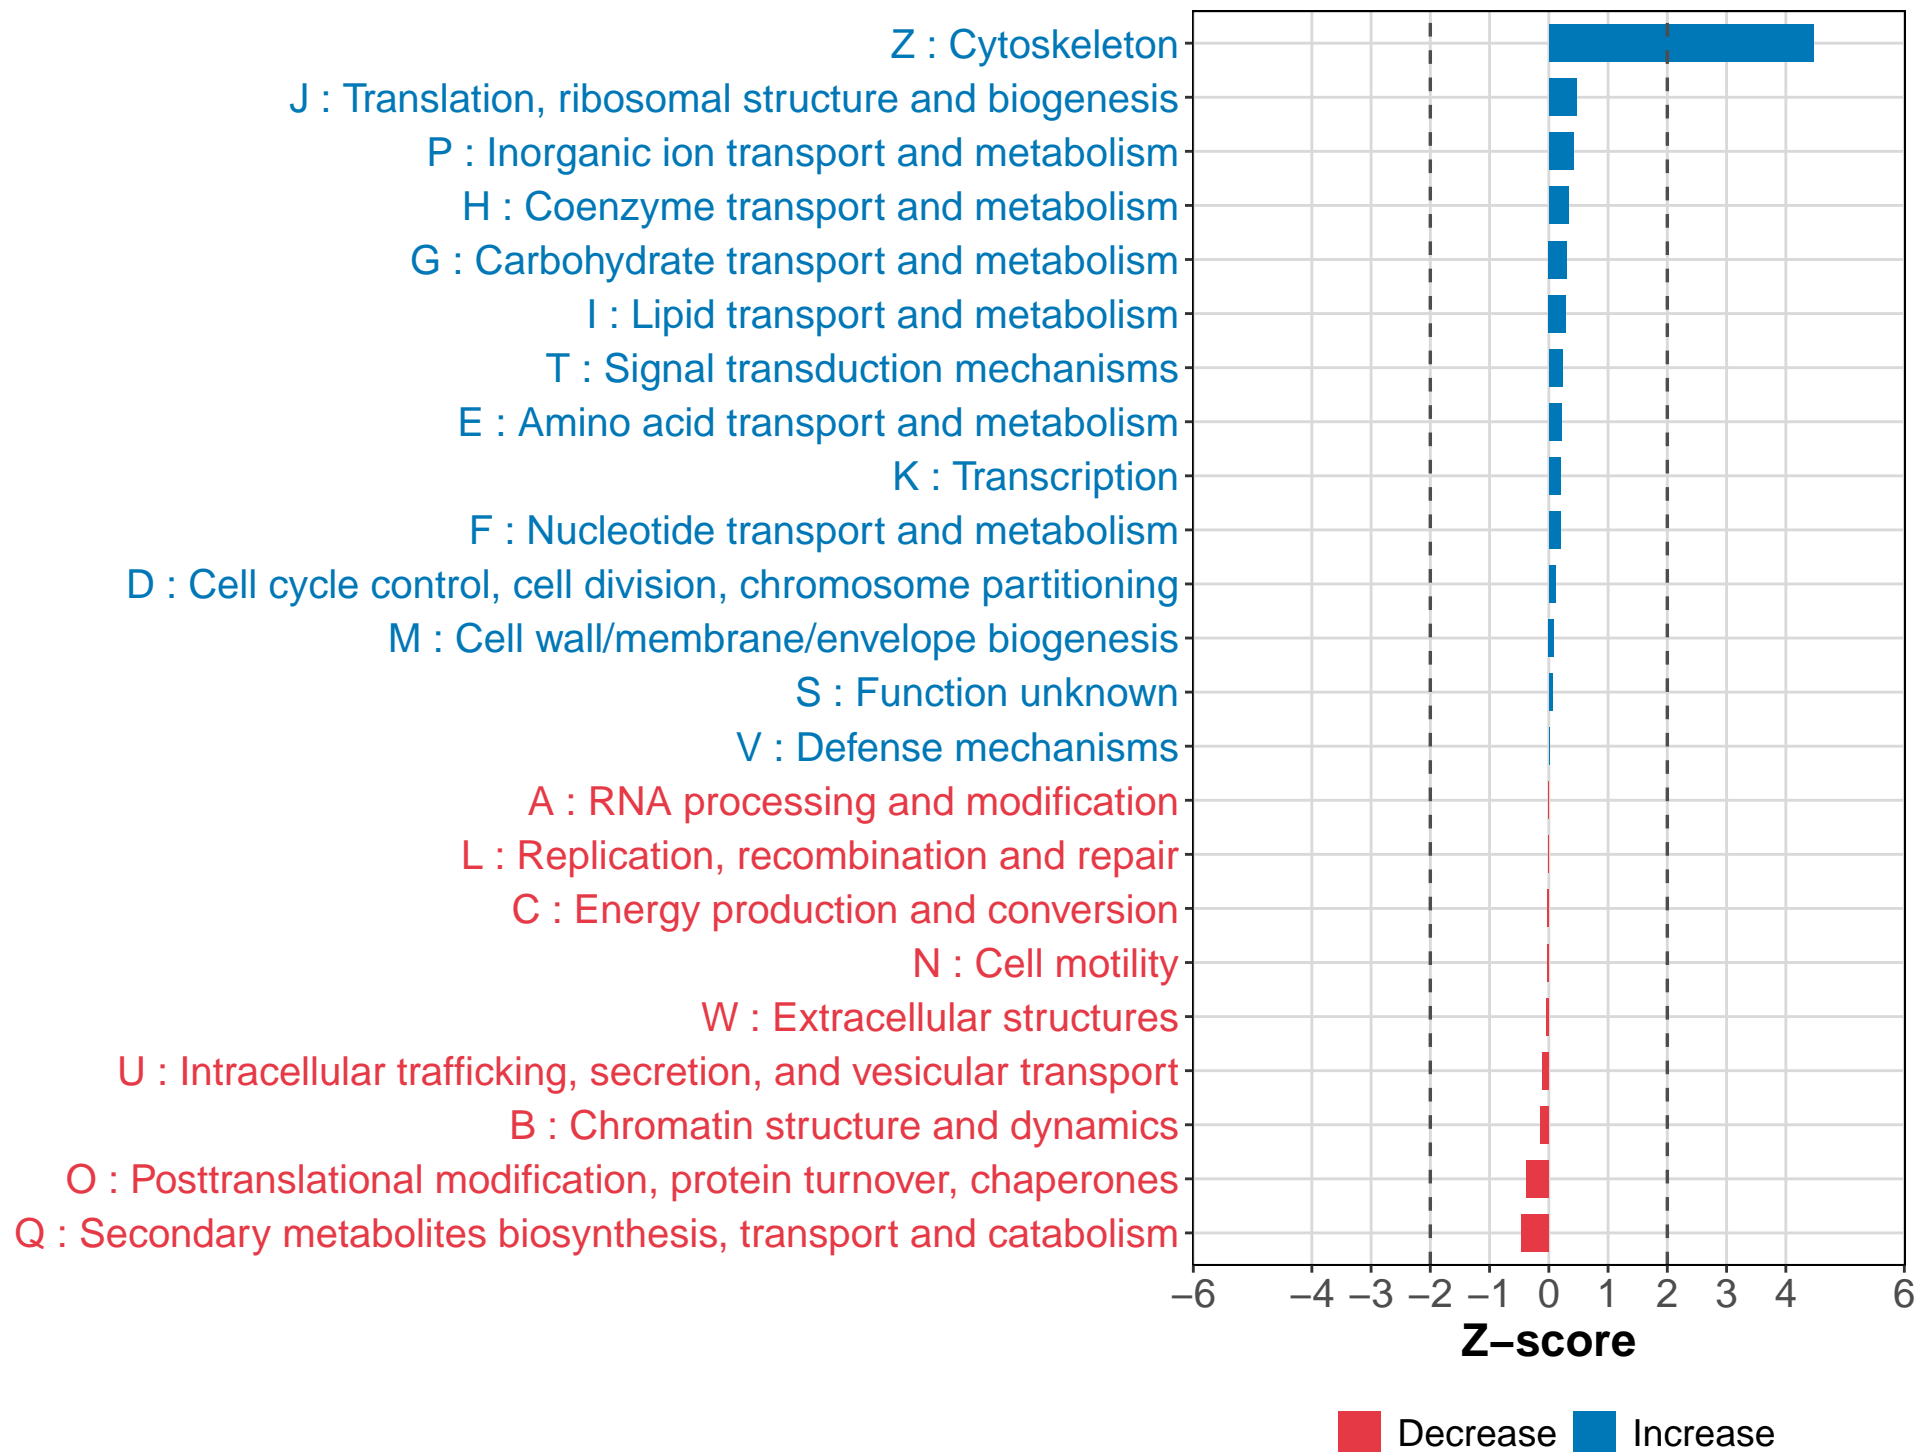 Z : Cytoskeleton
J : Translation, ribosomal structure and biogenesis
P : Inorganic ion transport and metabolism
H : Coenzyme transport and metabolism
G : Carbohydrate transport and metabolism
I : Lipid transport and metabolism
T : Signal transduction mechanisms
E : Amino acid transport and metabolism
K : Transcription
F : Nucleotide transport and metabolism
D : Cell cycle control, cell division, chromosome partitioning
M : Cell wall/membrane/envelope biogenesis
S : Function unknown
V : Defense mechanisms
A : RNA processing and modification
L : Replication, recombination and repair
C : Energy production and conversion
N : Cell motility
W : Extracellular structures
U : Intracellular trafficking, secretion, and vesicular transport
B : Chromatin structure and dynamics
O : Posttranslational modification, protein turnover, chaperones
Q : Secondary metabolites biosynthesis, transport and catabolism
−6 −4 −3 −2 −1 0 1 2 3 4 6
Z−score
Decrease Increase